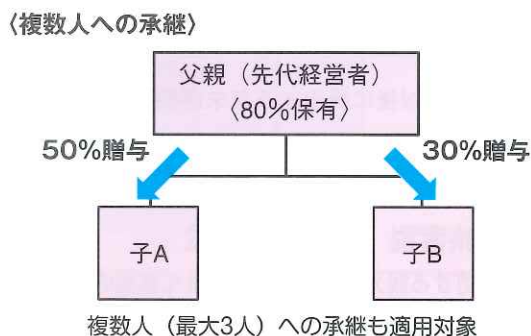 〈複数人への承継〉
父親（先代経営者）
〈80％保有〉
50％贈与
30％贈与
子A
子B
複数人（最大3人）への承継も適用対象